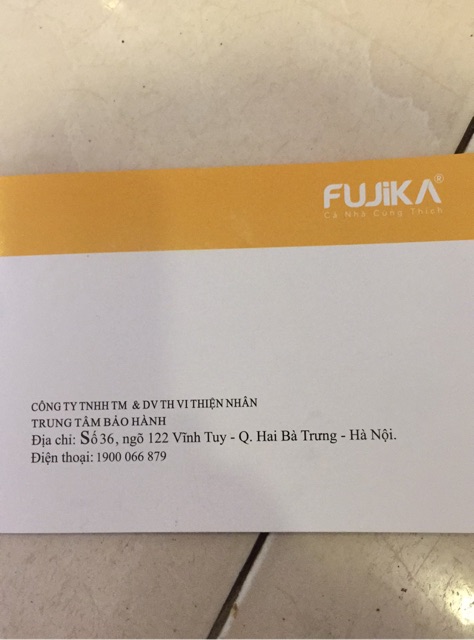 FUJiKA®
Cả Nhà Cùng Thích
CÔNG TY TNHH TM & DV TH VI THIỆN NHÂN
TRUNG TÂM BẢO HÀNH
Địa chỉ: Số 36, ngõ 122 Vĩnh Tuy - Q. Hai Bà Trưng - Hà Nội.
Điện thoại: 1900 066 879